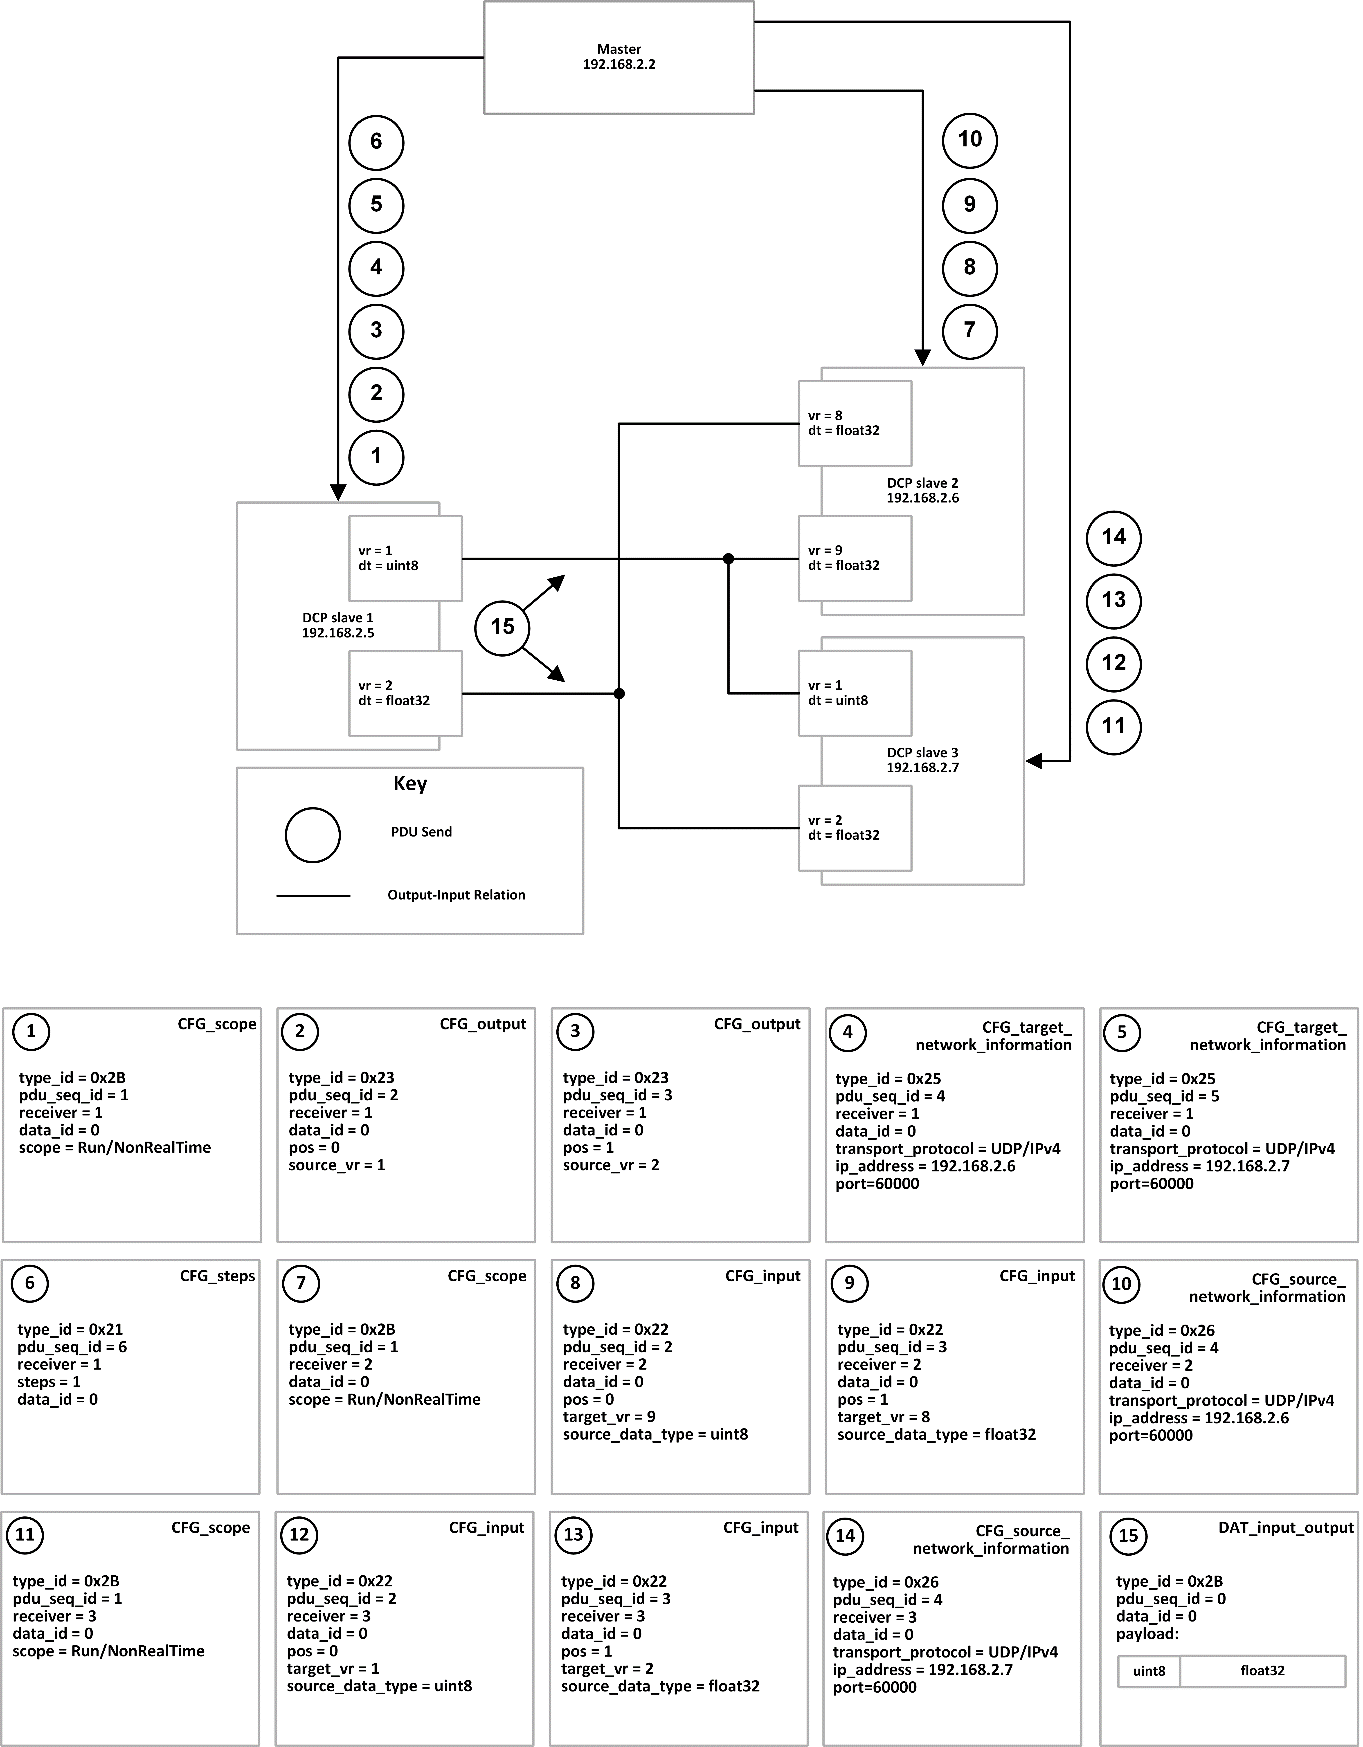 Master
192.168.2.2
6
5
4
3
2
1
10
9
8
7
vr = 8
dt = float32
DCP slave 2
192.168.2.6
vr = 9
dt = float32
vr = 1
dt = uint8
DCP slave 1
192.168.2.5
vr = 2
dt = float32
15
vr = 1
dt = uint8
DCP slave 3
192.168.2.7
vr = 2
dt = float32
14
13
12
11
Key
PDU Send
Output-Input Relation
1
CFG_scope
type_id = 0x2B
pdu_seq_id = 1
receiver = 1
data_id = 0
scope = Run/NonRealTime
2
CFG_output
type_id = 0x23
pdu_seq_id = 2
receiver = 1
data_id = 0
pos = 0
source_vr = 1
3
CFG_output
type_id = 0x23
pdu_seq_id = 3
receiver = 1
data_id = 0
pos = 1
source_vr = 2
4
CFG_target_
network_information
type_id = 0x25
pdu_seq_id = 4
receiver = 1
data_id = 0
transport_protocol = UDP/IPv4
ip_address = 192.168.2.6
port=60000
5
CFG_target_
network_information
type_id = 0x25
pdu_seq_id = 5
receiver = 1
data_id = 0
transport_protocol = UDP/IPv4
ip_address = 192.168.2.7
port=60000
6
CFG_steps
type_id = 0x21
pdu_seq_id = 6
receiver = 1
steps = 1
data_id = 0
7
CFG_scope
type_id = 0x2B
pdu_seq_id = 1
receiver = 2
data_id = 0
scope = Run/NonRealTime
8
CFG_input
type_id = 0x22
pdu_seq_id = 2
receiver = 2
data_id = 0
pos = 0
target_vr = 9
source_data_type = uint8
9
CFG_input
type_id = 0x22
pdu_seq_id = 3
receiver = 2
data_id = 0
pos = 1
target_vr = 8
source_data_type = float32
10
CFG_source_
network_information
type_id = 0x26
pdu_seq_id = 4
receiver = 2
data_id = 0
transport_protocol = UDP/IPv4
ip_address = 192.168.2.6
port=60000
11
CFG_scope
type_id = 0x2B
pdu_seq_id = 1
receiver = 3
data_id = 0
scope = Run/NonRealTime
12
CFG_input
type_id = 0x22
pdu_seq_id = 2
receiver = 3
data_id = 0
pos = 0
target_vr = 1
source_data_type = uint8
13
CFG_input
type_id = 0x22
pdu_seq_id = 3
receiver = 3
data_id = 0
pos = 1
target_vr = 2
source_data_type = float32
14
CFG_source_
network_information
type_id = 0x26
pdu_seq_id = 4
receiver = 3
data_id = 0
transport_protocol = UDP/IPv4
ip_address = 192.168.2.7
port=60000
15
DAT_input_output
type_id = 0x2B
pdu_seq_id = 0
data_id = 0
payload:
uint8 float32